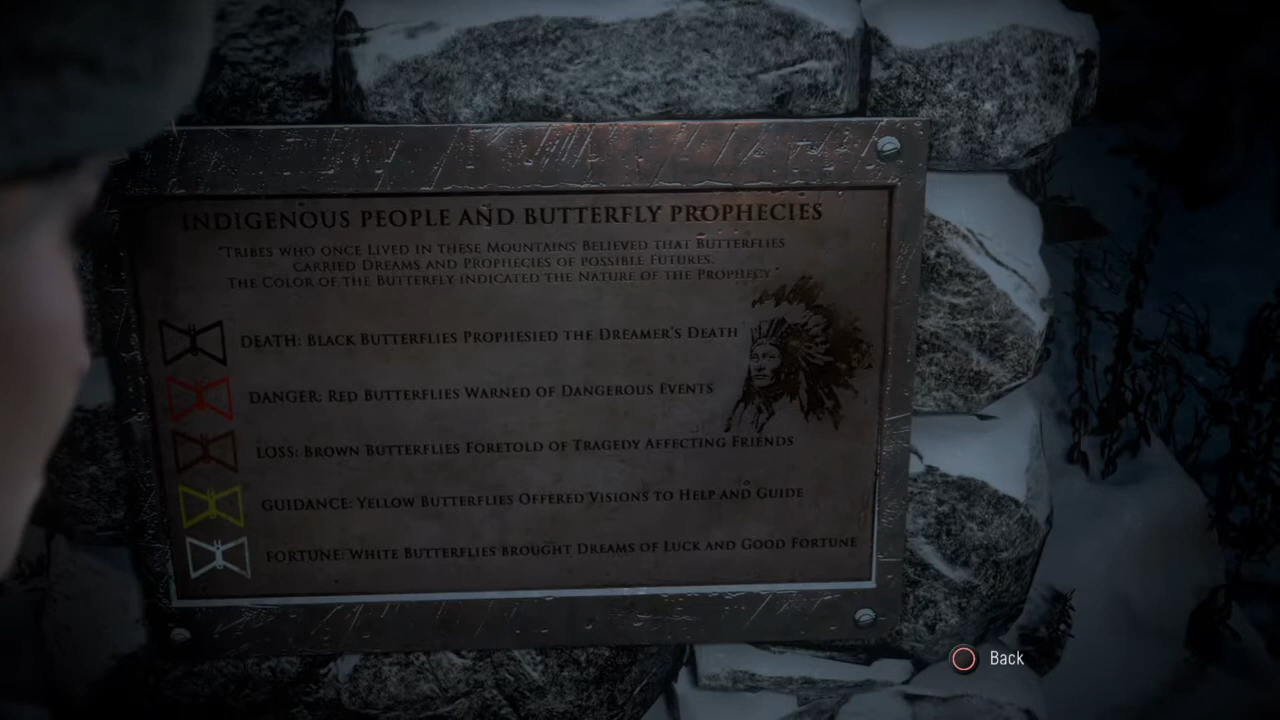 INDIGENOUS PEOPLE AND BUTTERFLY PROPHECIES
"TRIBES WHO ONCE LIVED IN THESE MOUNTAINS BELIEVED THAT BUTTERFLIES
CARRIED DREAMS AND PROPHECIES OF POSSIBLE FUTURES.
THE COLOR OF THE BUTTERFLY INDICATED THE NATURE OF THE PROPHECY."
DEATH: BLACK BUTTERFLIES PROPHESIED THE DREAMER'S DEATH
DANGER: RED BUTTERFLIES WARNED OF DANGEROUS EVENTS
LOSS: BROWN BUTTERFLIES FORETOLD OF TRAGEDY AFFECTING FRIENDS
GUIDANCE: YELLOW BUTTERFLIES OFFERED VISIONS TO HELP AND GUIDE
FORTUNE: WHITE BUTTERFLIES BROUGHT DREAMS OF LUCK AND GOOD FORTUNE
Back